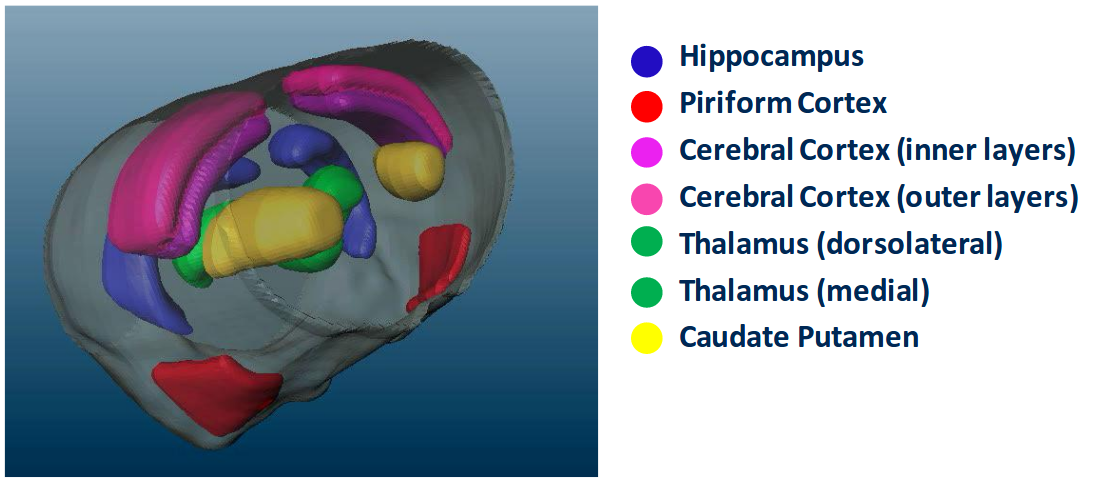 Hippocampus
Piriform Cortex
Cerebral Cortex (inner layers)
Cerebral Cortex (outer layers)
Thalamus (dorsolateral)
Thalamus (medial)
Caudate Putamen